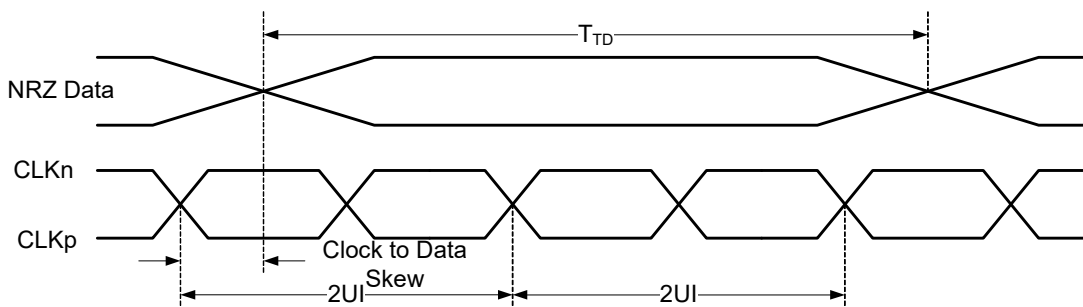 T_TD
NRZ Data
CLKn
CLKp
Clock to Data
Skew
2UI
2UI